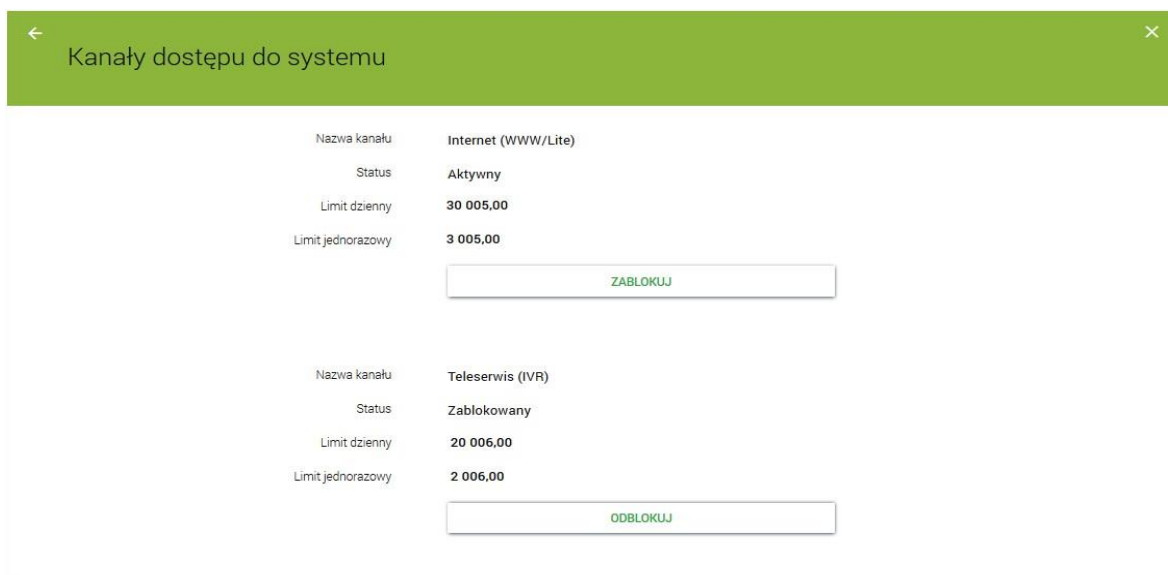 Kanały dostępu do systemu
Nazwa kanału Internet (WWW/Lite)
Status Aktywny
Limit dzienny 30 005,00
Limit jednorazowy 3 005,00
ZABLOKUJ
Nazwa kanału Teleserwis (IVR)
Status Zablokowany
Limit dzienny 20 006,00
Limit jednorazowy 2 006,00
ODBLOKUJ